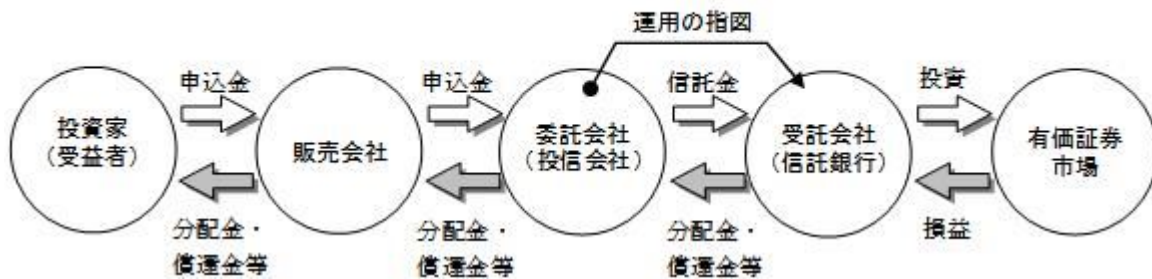 運用の指図
申込金
申込金
信託金
投資
投資家
（受益者）
販売会社
委託会社
（投信会社）
受託会社
（信託銀行）
有価証券
市場
分配金・
償還金等
分配金・
償還金等
分配金・
償還金等
損益